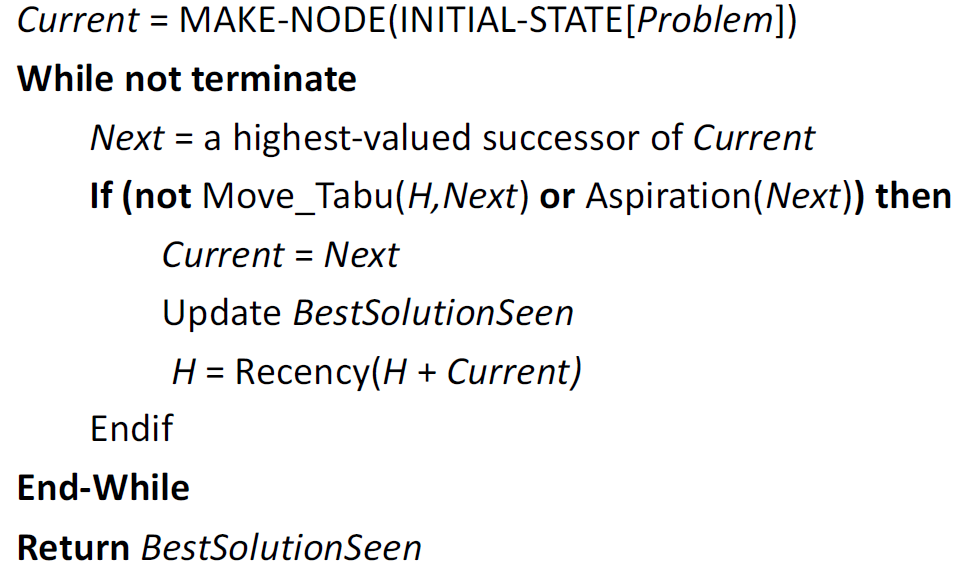 Current = MAKE-NODE(INITIAL-STATE[Problem])
While not terminate
Next = a highest-valued successor of Current
If (not Move_Tabu(H,Next) or Aspiration(Next)) then
Current = Next
Update BestSolutionSeen
H = Recency(H + Current)
Endif
End-While
Return BestSolutionSeen